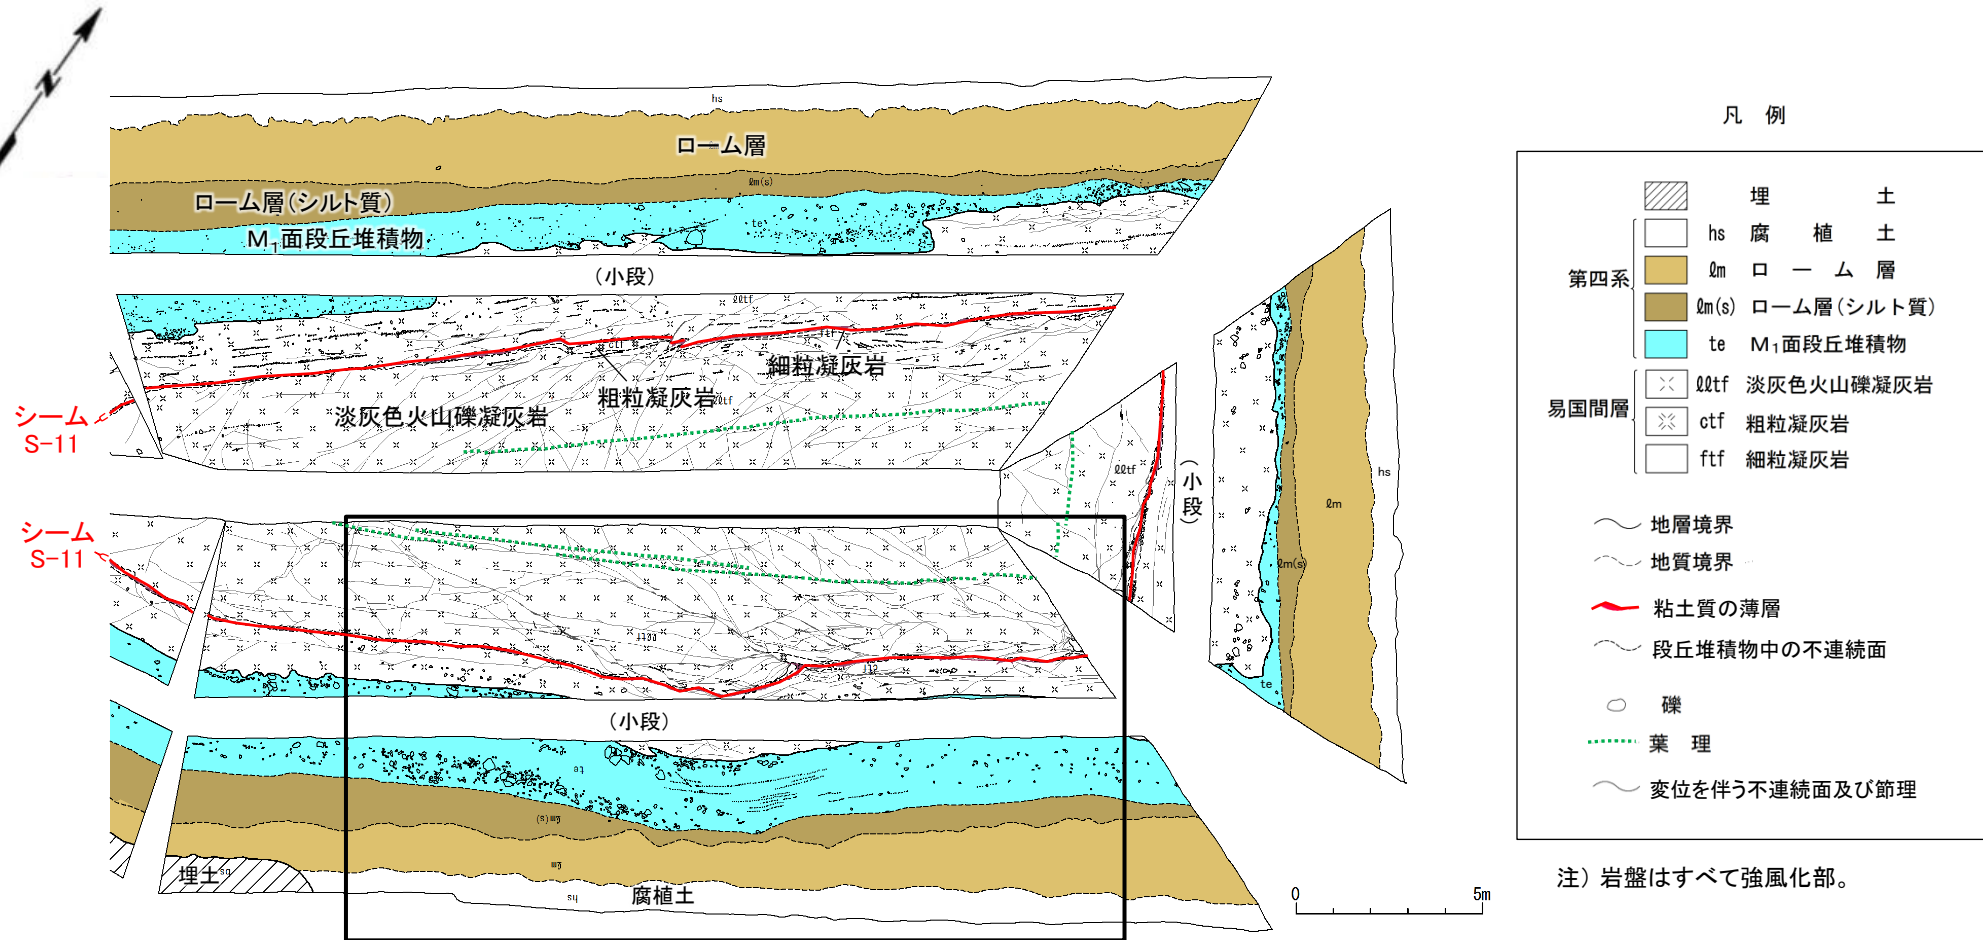 N
hs
ローム層
ℓm(s)
ローム層(シルト質)
te
M₁面段丘堆積物
(小段)
ℓℓtf
ftf
ctf
細粒凝灰岩
粗粒凝灰岩
ℓℓtf
淡灰色火山礫凝灰岩
シーム
S-11
ℓℓtf
(小段)
hs
ℓm
ℓm(s)
te
シーム
S-11
ℓℓtf
(小段)
te
ℓm(s)
ℓm
埋土
hs
腐植土
凡 例
埋 土
第四系
hs 腐 植 土
ℓm ロ ー ム 層
ℓm(s) ローム層(シルト質)
te M₁面段丘堆積物
易国間層
ℓℓtf 淡灰色火山礫凝灰岩
ctf 粗粒凝灰岩
ftf 細粒凝灰岩
地層境界
地質境界
粘土質の薄層
段丘堆積物中の不連続面
礫
葉 理
変位を伴う不連続面及び節理
注) 岩盤はすべて強風化部。
0 5m